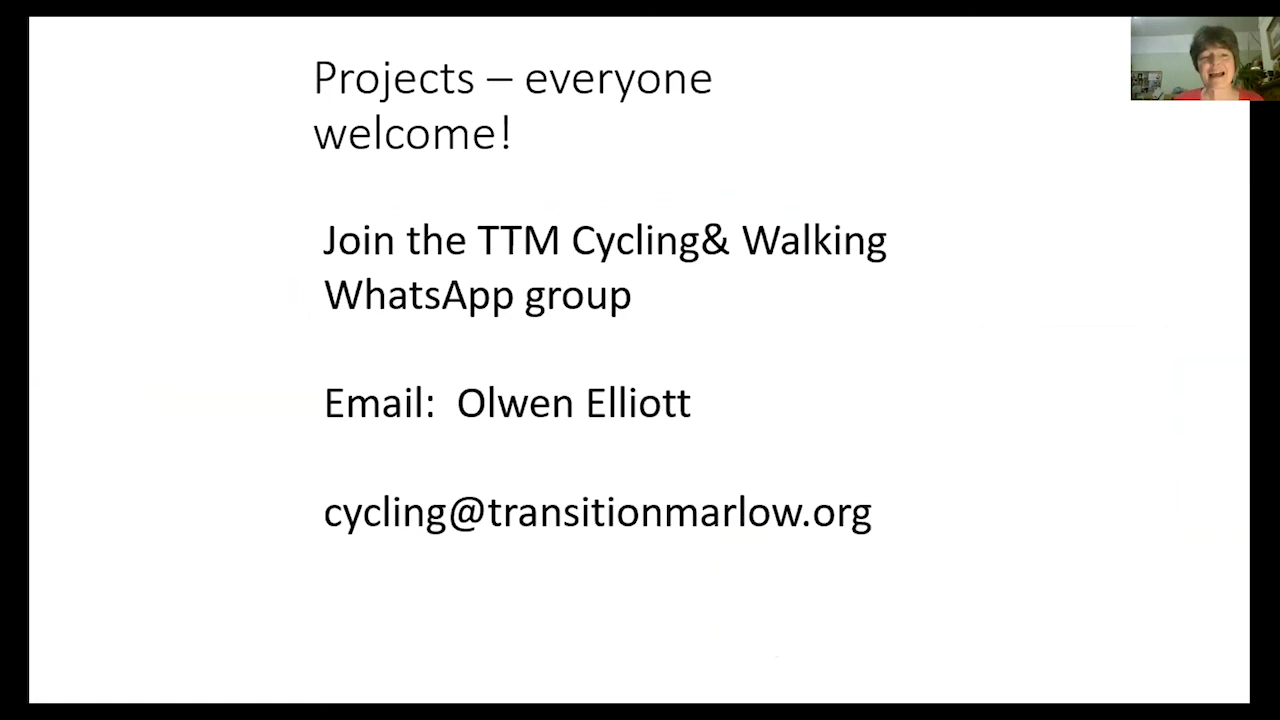 Projects – everyone
welcome!
Join the TTM Cycling& Walking
WhatsApp group
Email:  Olwen Elliott
cycling@transitionmarlow.org